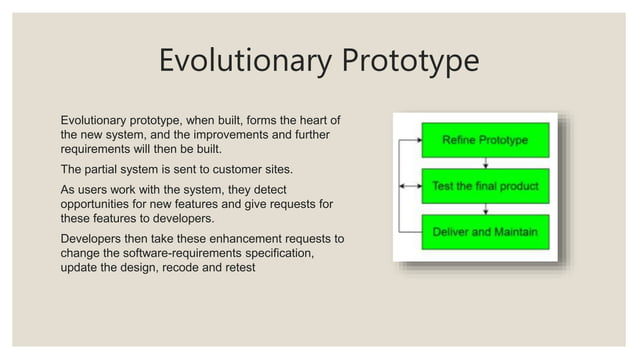 Evolutionary Prototype
Evolutionary prototype, when built, forms the heart of
the new system, and the improvements and further
requirements will then be built.
The partial system is sent to customer sites.
As users work with the system, they detect
opportunities for new features and give requests for
these features to developers.
Developers then take these enhancement requests to
change the software-requirements specification,
update the design, recode and retest
Refine Prototype
Test the final product
Deliver and Maintain